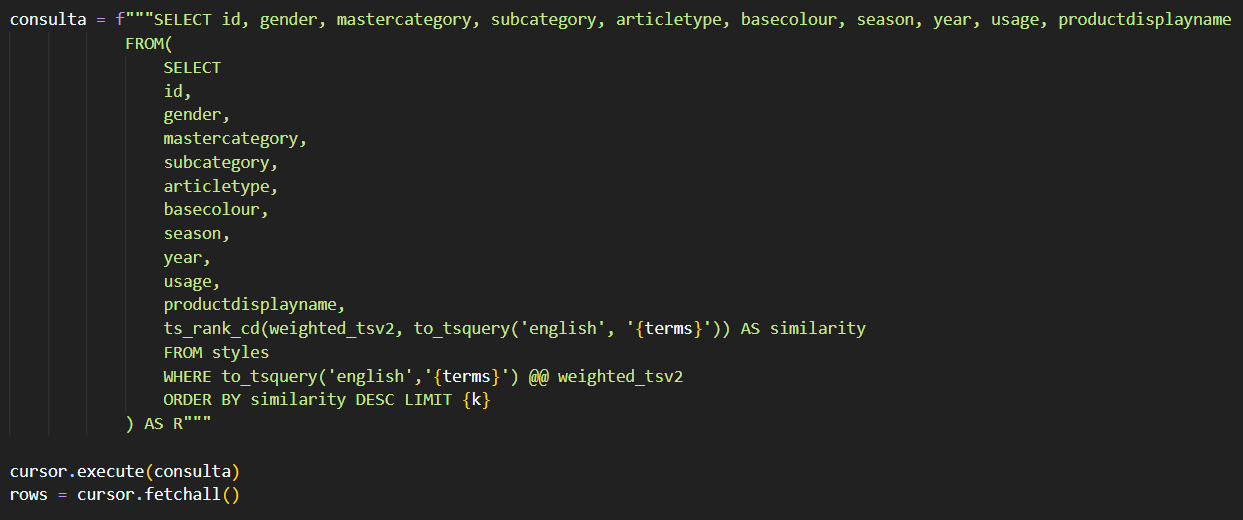 consulta = f"""SELECT id, gender, mastercategory, subcategory, articletype, basecolour, season, year, usage, productdisplayname
FROM(
SELECT
id,
gender,
mastercategory,
subcategory,
articletype,
basecolour,
season,
year,
usage,
productdisplayname,
ts_rank_cd(weighted_tsv2, to_tsquery('english', '{terms}')) AS similarity
FROM styles
WHERE to_tsquery('english','{terms}') @@ weighted_tsv2
ORDER BY similarity DESC LIMIT {k}
) AS R"""
cursor.execute(consulta)
rows = cursor.fetchall()